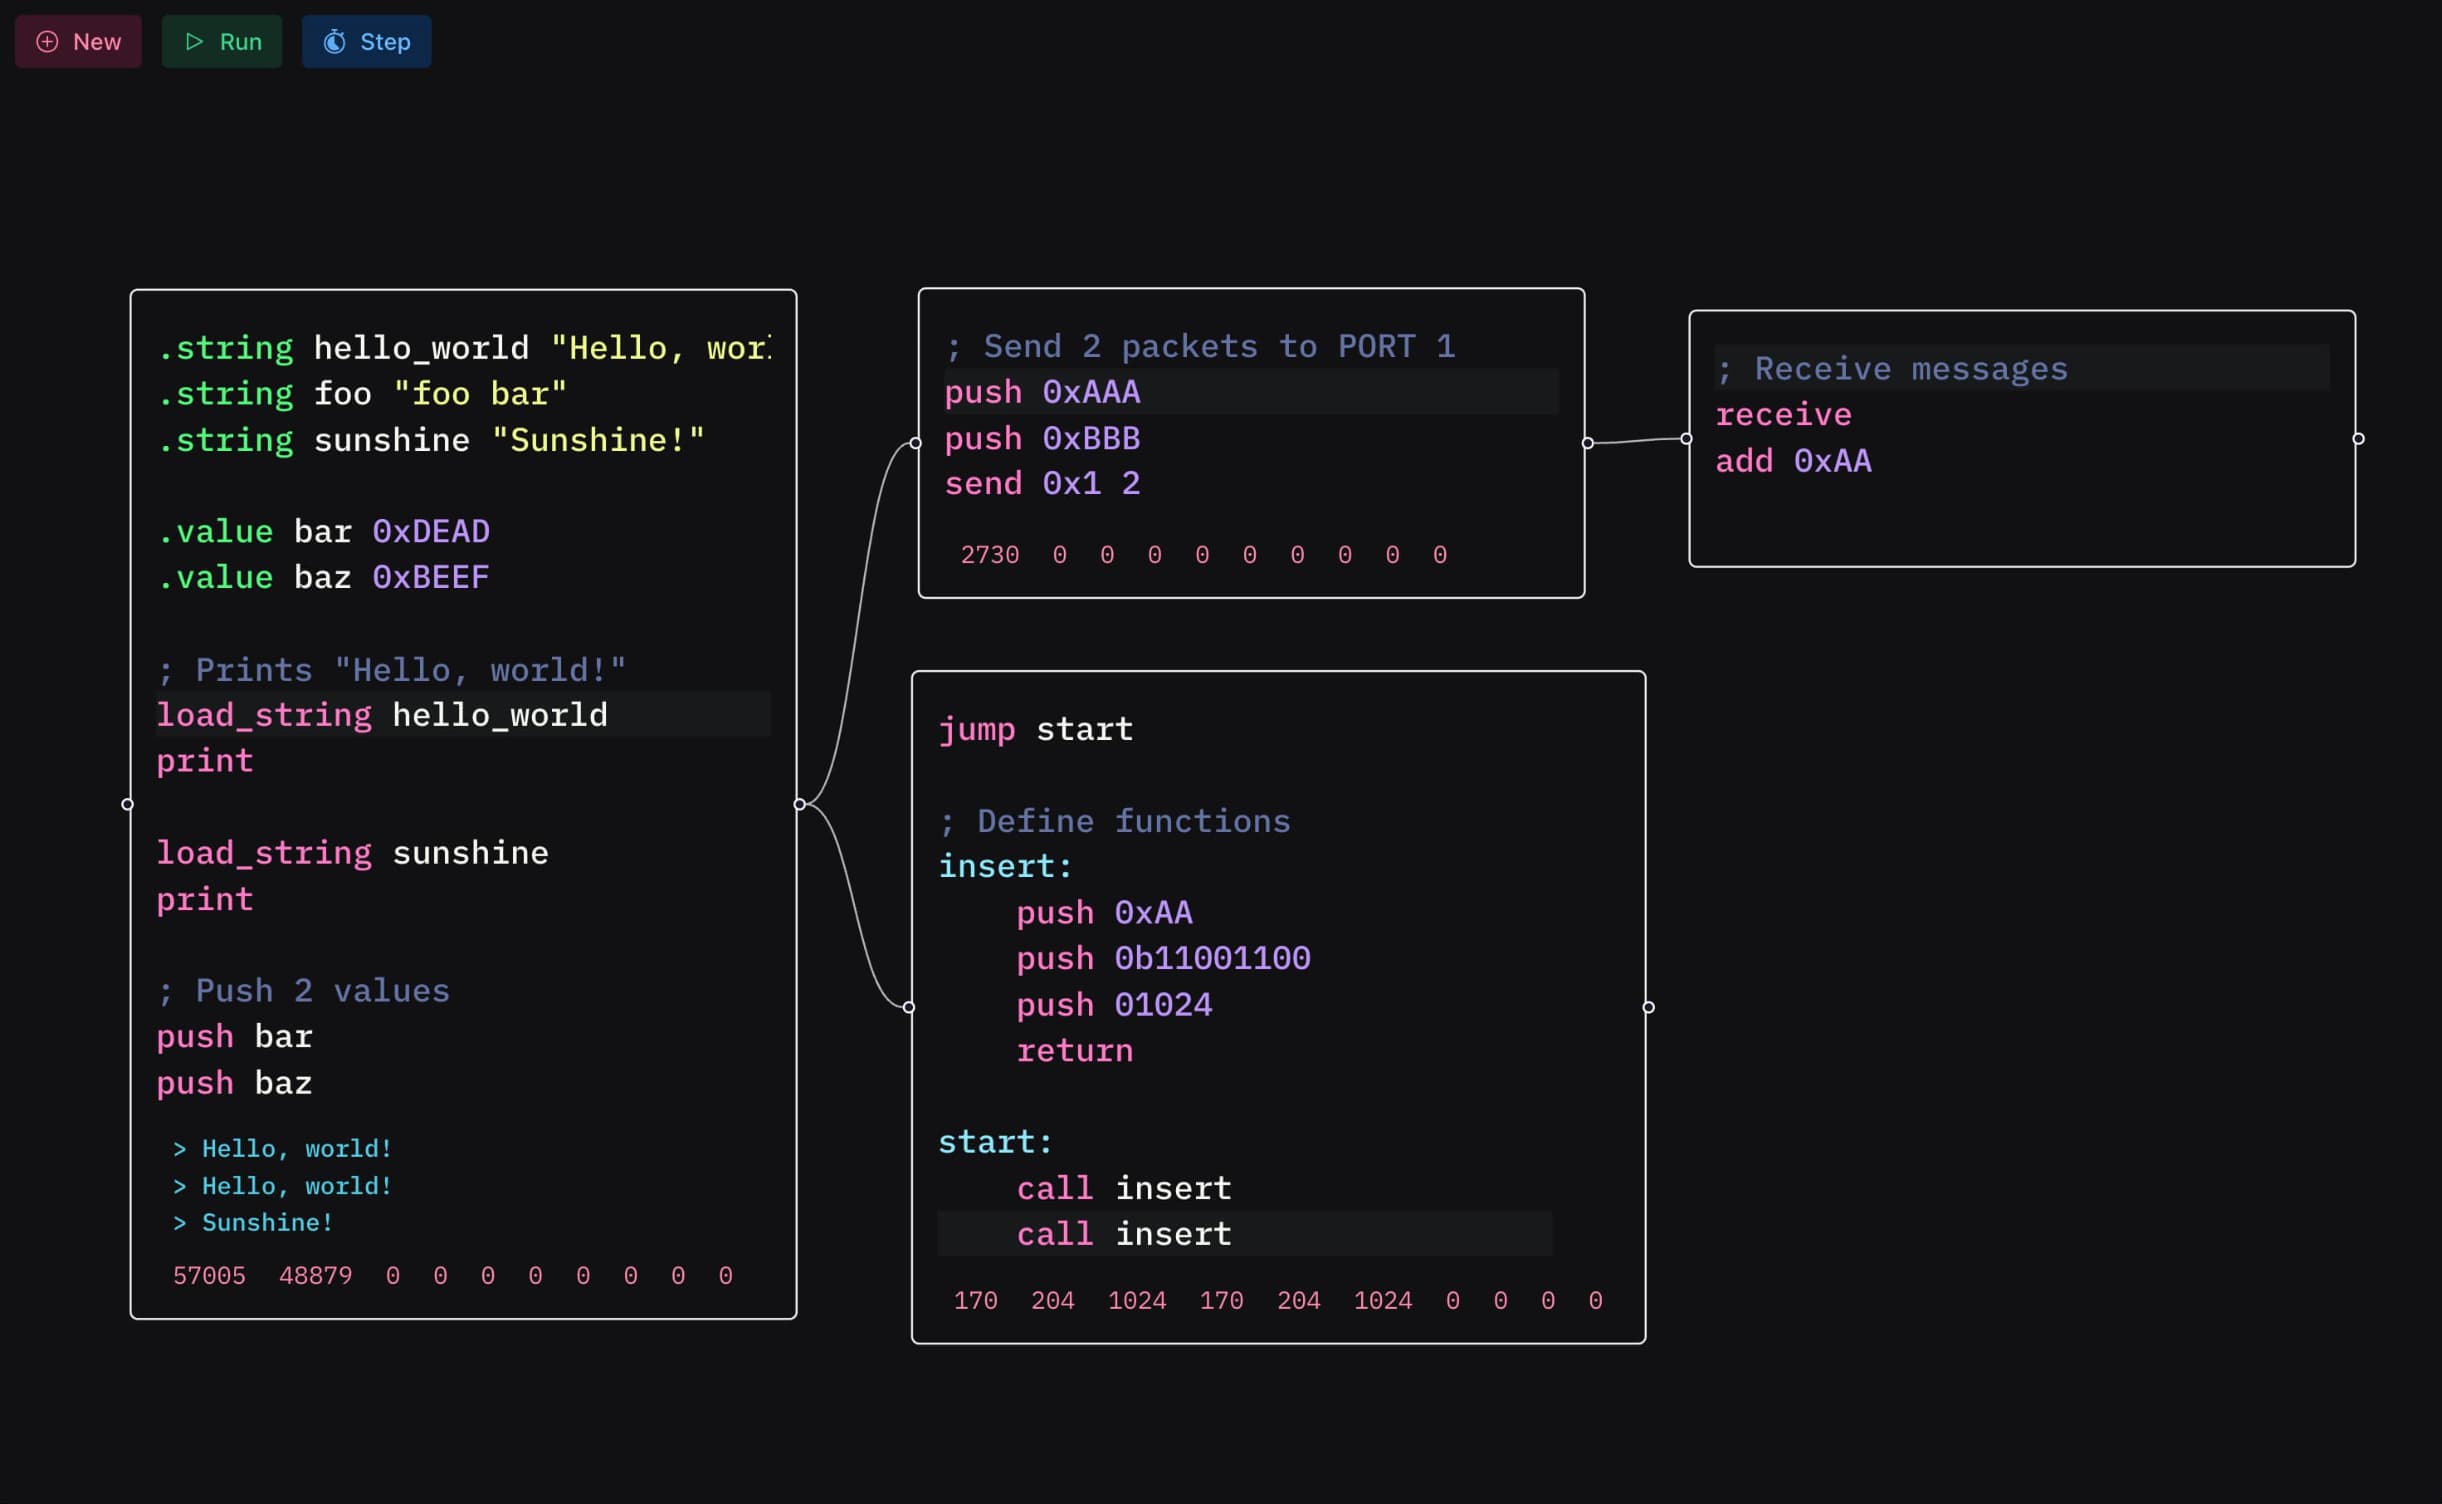 New
Run
Step
.string hello_world "Hello, worl
.string foo "foo bar"
.string sunshine "Sunshine!"
.value bar 0xDEAD
.value baz 0xBEEF
; Prints "Hello, world!"
load_string hello_world
print
load_string sunshine
print
; Push 2 values
push bar
push baz
> Hello, world!
> Hello, world!
> Sunshine!
57005 48879 0 0 0 0 0 0 0 0
; Send 2 packets to PORT 1
push 0xAAA
push 0xBBB
send 0x1 2
2730 0 0 0 0 0 0 0 0 0
; Receive messages
receive
add 0xAA
jump start
; Define functions
insert:
push 0xAA
push 0b11001100
push 01024
return
start:
call insert
call insert
170 204 1024 170 204 1024 0 0 0 0